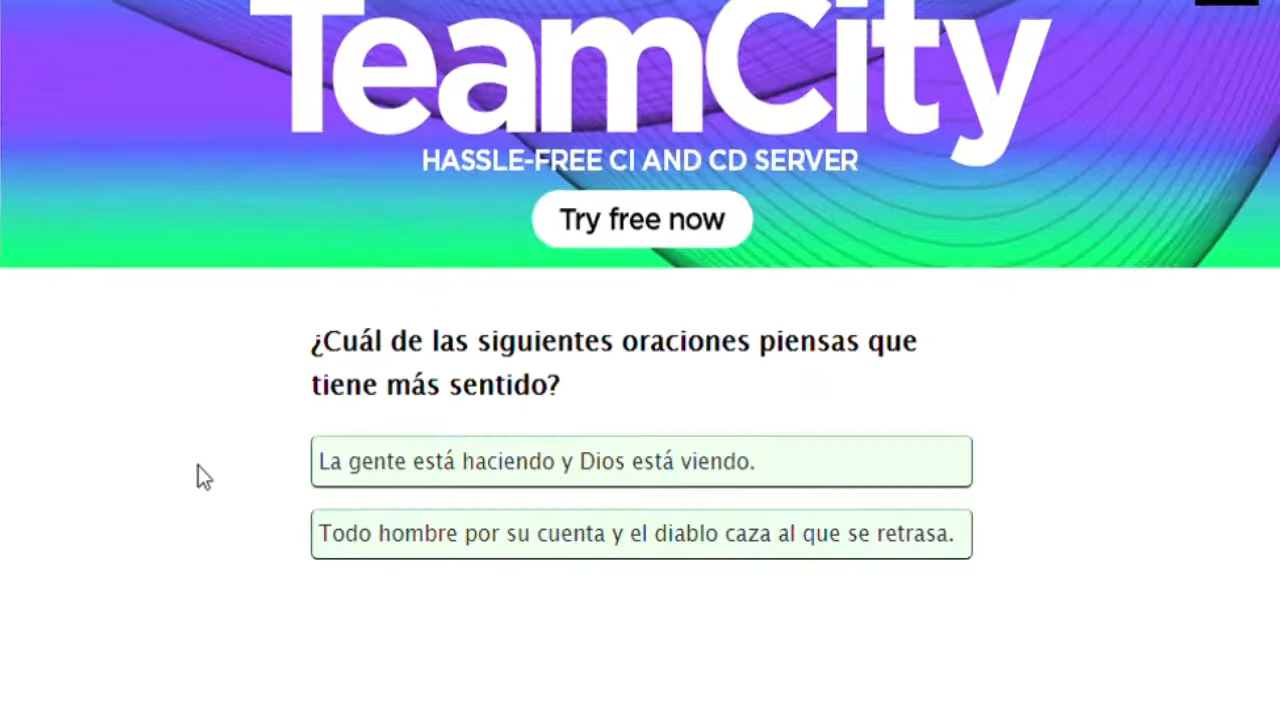 TeamCity
HASSLE-FREE CI AND CD SERVER
Try free now
¿Cuál de las siguientes oraciones piensas que
tiene más sentido?
La gente está haciendo y Dios está viendo.
Todo hombre por su cuenta y el diablo caza al que se retrasa.